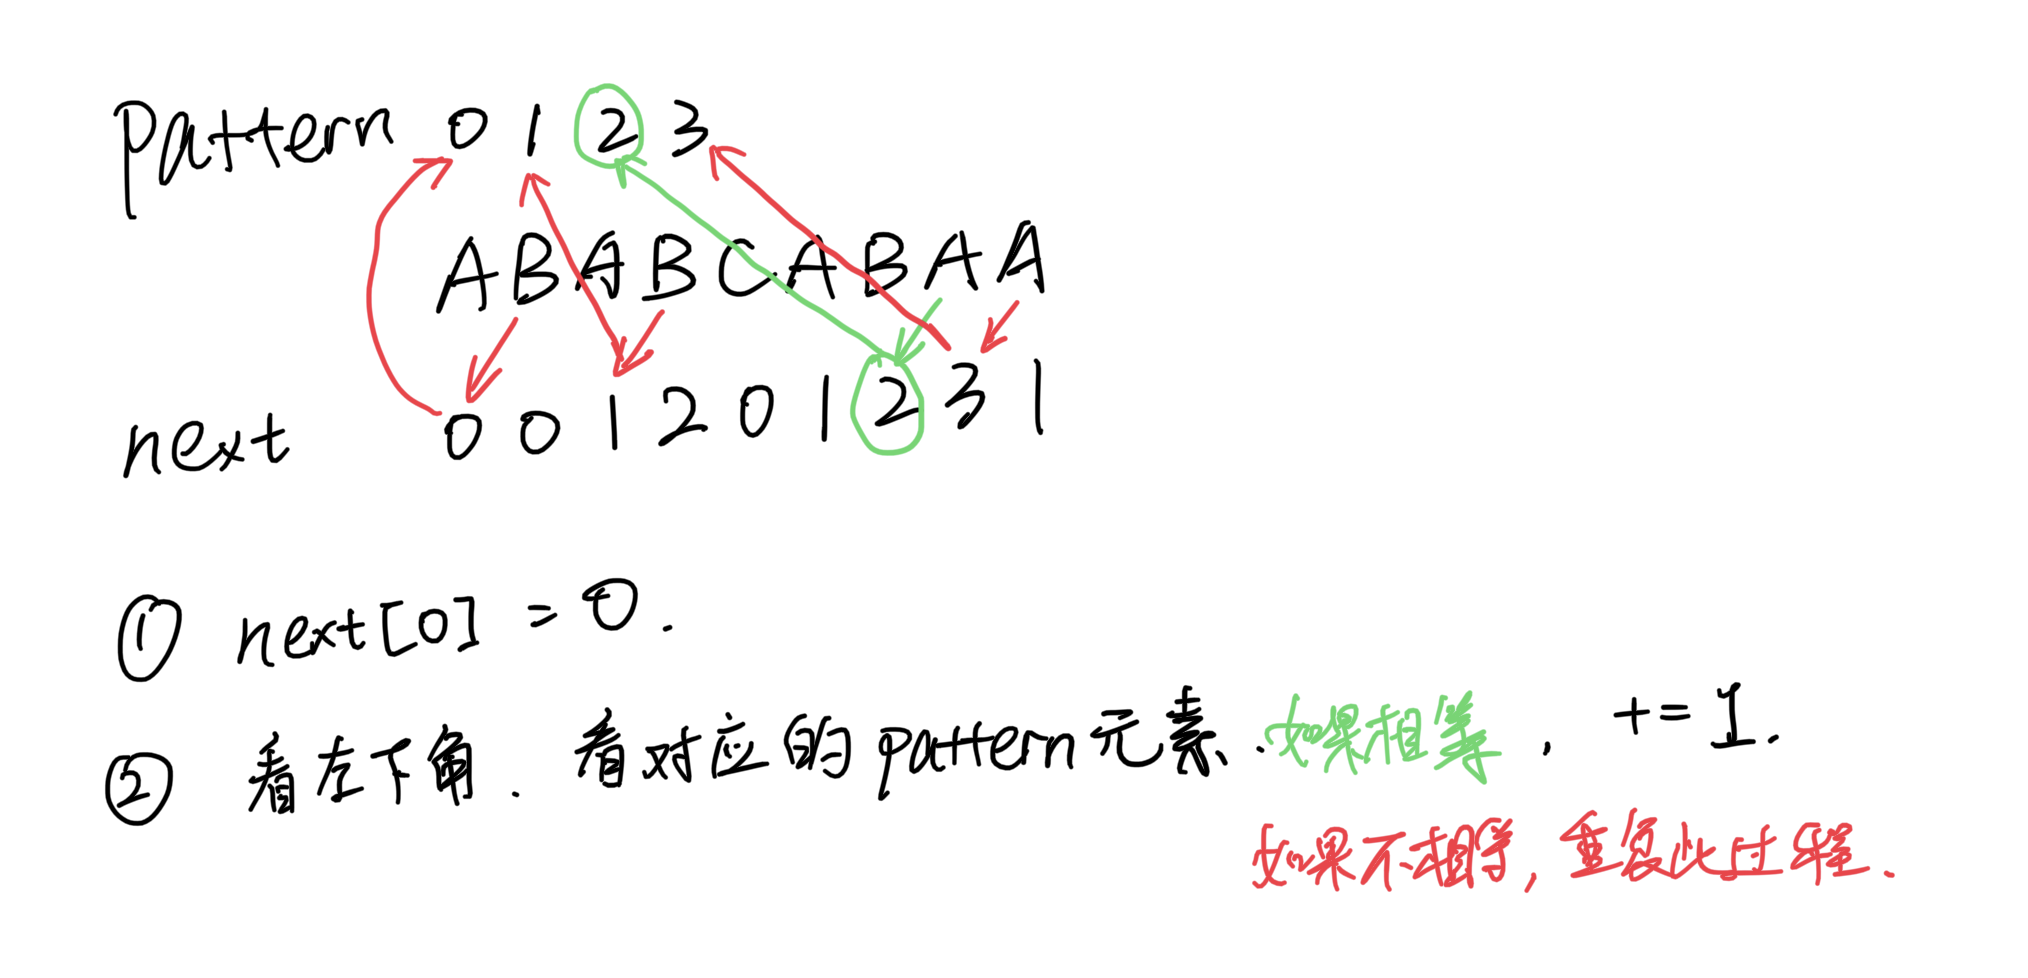 Pattern 0 1 2 3
A B A B C A B A A
next 0 0 1 2 0 1 2 3 1
① next[0] = 0.
② 看左下角. 看对应的pattern元素. 如果相等, += 1.
如果不相等, 重复此过程.